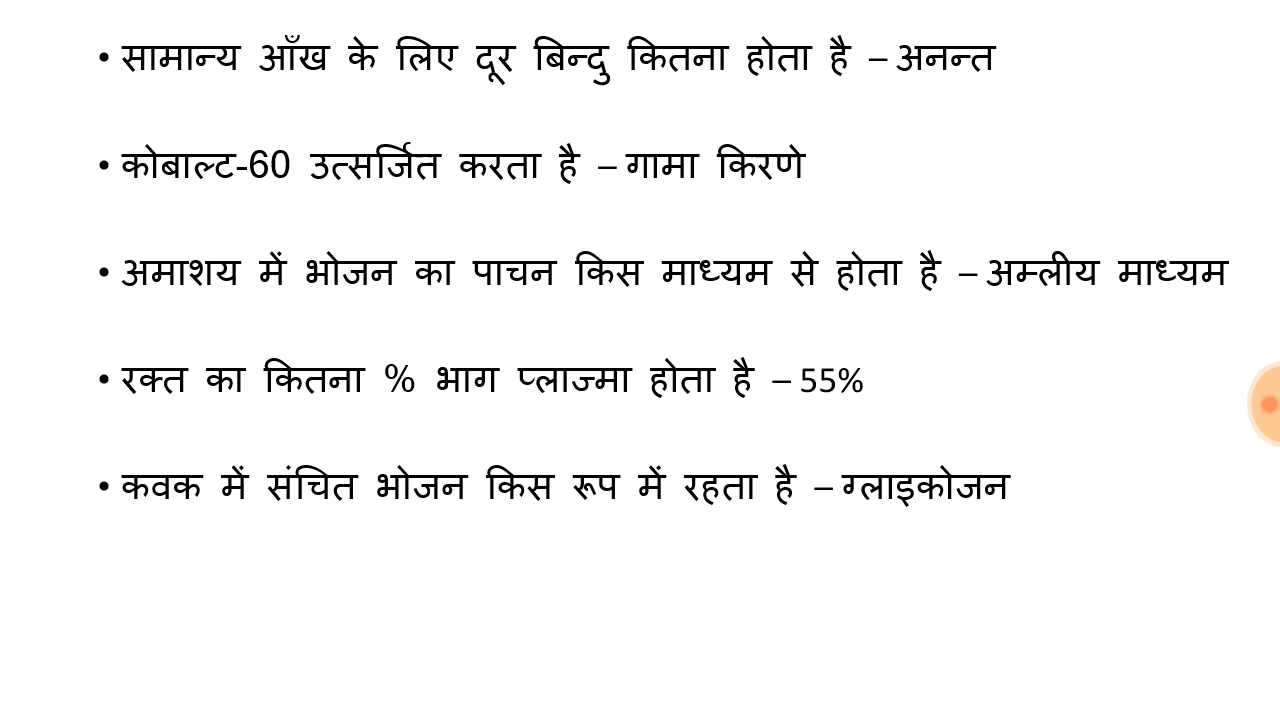 • सामान्य आँख के लिए दूर बिन्दु कितना होता है – अनन्त
• कोबाल्ट-60 उत्सर्जित करता है – गामा किरणे
• अमाशय में भोजन का पाचन किस माध्यम से होता है – अम्लीय माध्यम
• रक्त का कितना % भाग प्लाज्मा होता है – 55%
• कवक में संचित भोजन किस रूप में रहता है – ग्लाइकोजन